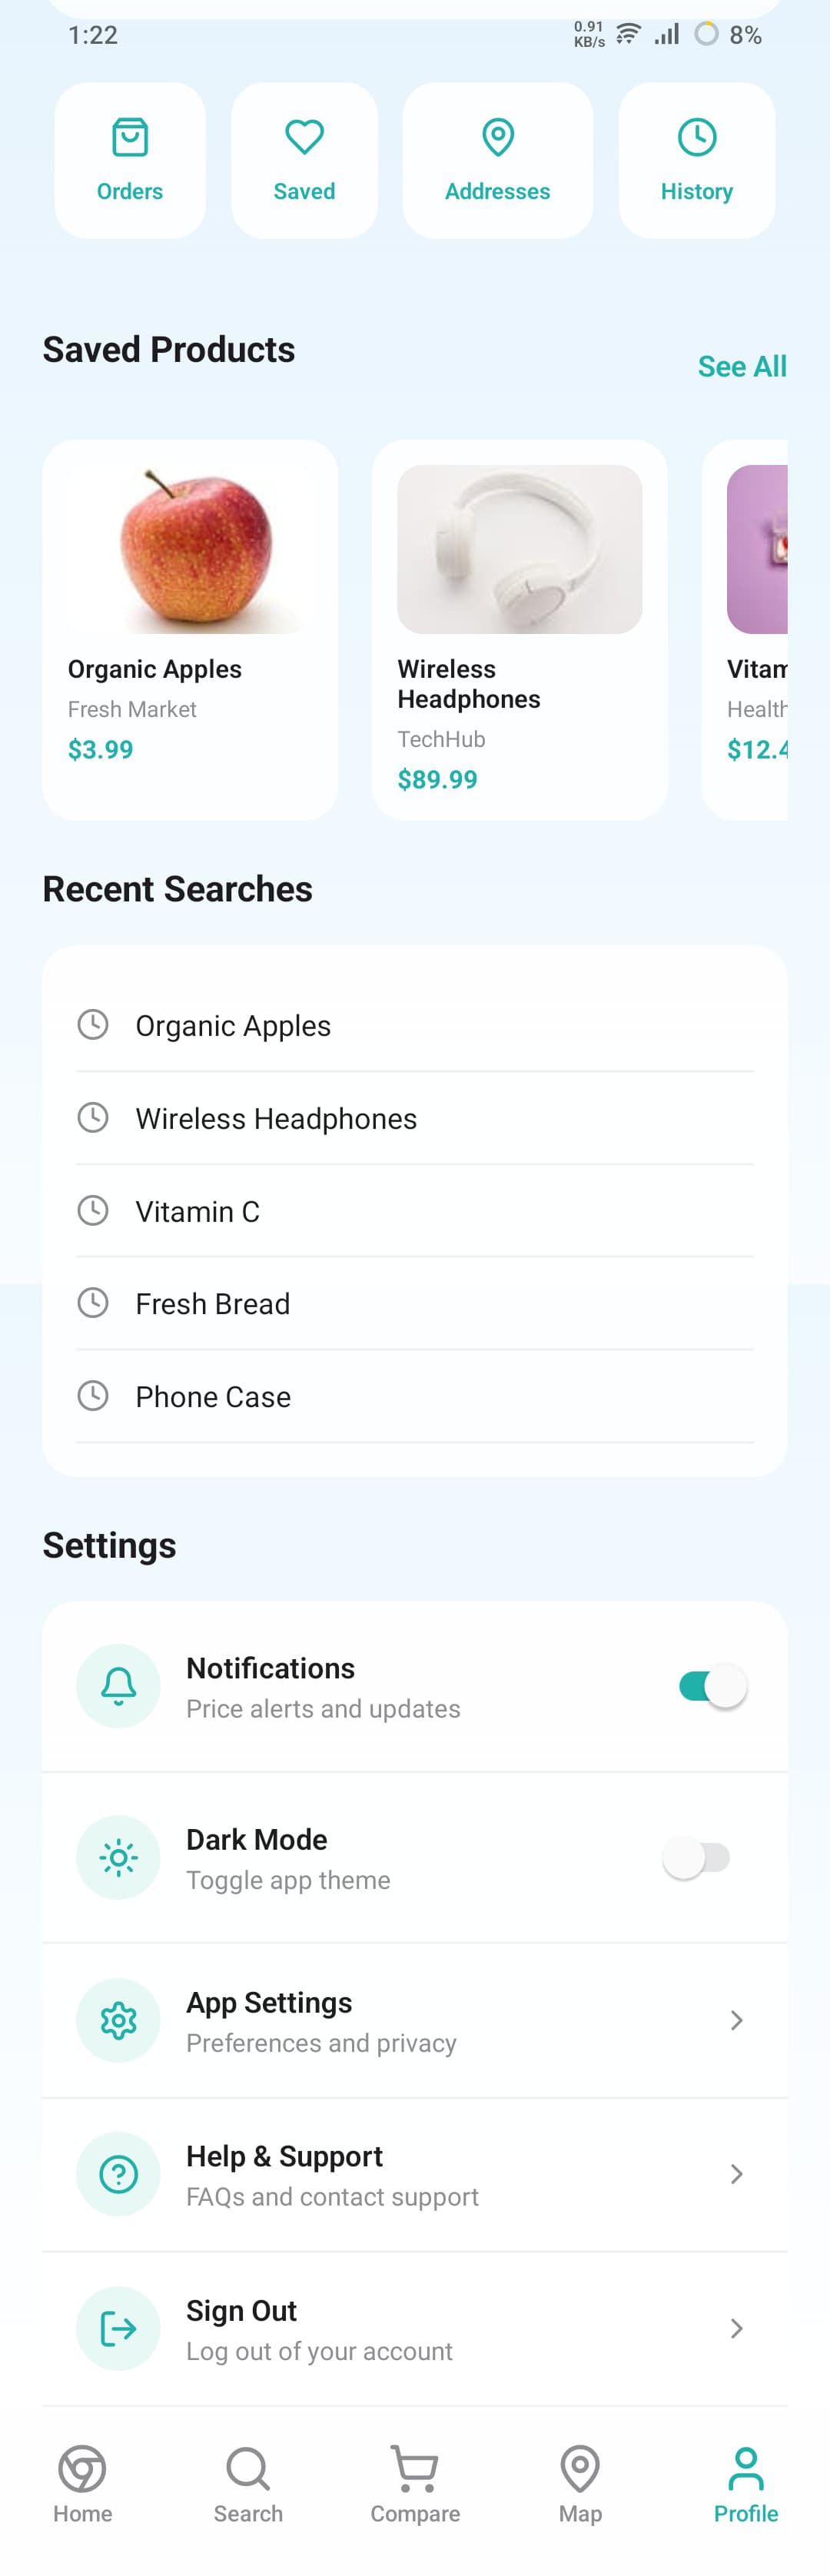 1:22
0.91
KB/s
8%
Orders
Saved
Addresses
History
Saved Products
See All
Organic Apples
Fresh Market
$3.99
Wireless
Headphones
TechHub
$89.99
Vitam
Health
$12.4
Recent Searches
Organic Apples
Wireless Headphones
Vitamin C
Fresh Bread
Phone Case
Settings
Notifications
Price alerts and updates
Dark Mode
Toggle app theme
App Settings
Preferences and privacy
Help & Support
FAQs and contact support
Sign Out
Log out of your account
Home
Search
Compare
Map
Profile